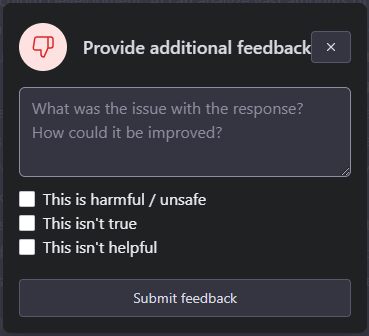 Provide additional feedback
What was the issue with the response?
How could it be improved?
This is harmful / unsafe
This isn't true
This isn't helpful
Submit feedback